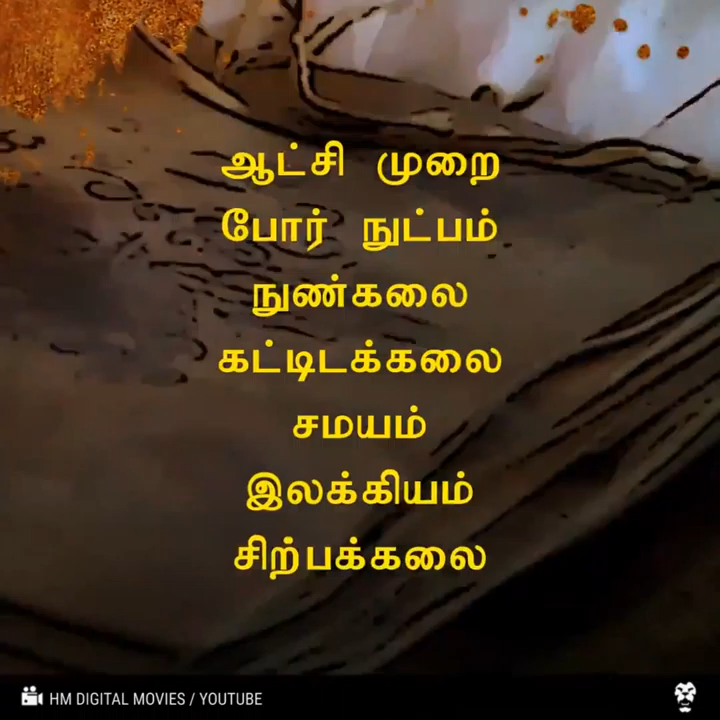 ஆட்சி முறை
போர் நுட்பம்
நுண்கலை
கட்டிடக்கலை
சமயம்
இலக்கியம்
சிற்பக்கலை
HM DIGITAL MOVIES / YOUTUBE